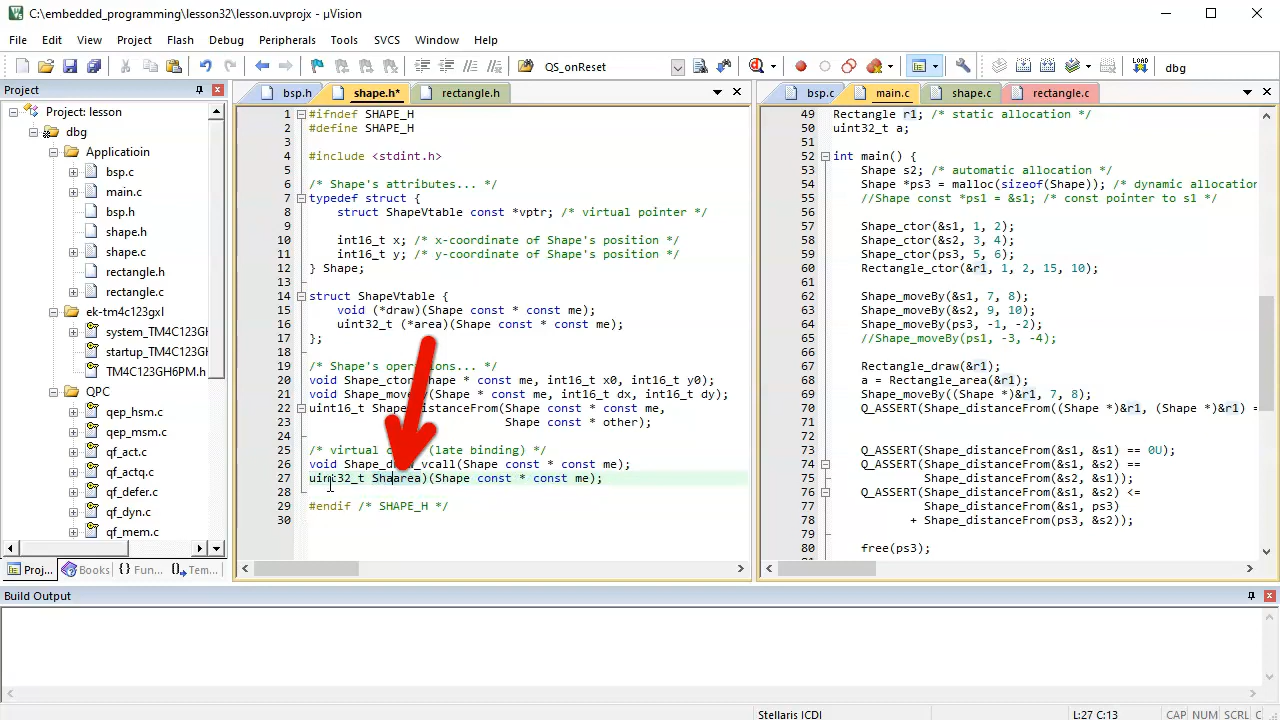 C:\embedded_programming\lesson32\lesson.uvprojx - µVision
File Edit View Project Flash Debug Peripherals Tools SVCS Window Help
QS_onReset
LOAD
dbg
Project
Project: lesson
dbg
Applicatioin
bsp.c
main.c
bsp.h
shape.h
shape.c
rectangle.h
rectangle.c
ek-tm4c123gxl
system_TM4C123GH
startup_TM4C123GH
TM4C123GH6PM.h
QPC
qep_hsm.c
qep_msm.c
qf_act.c
qf_actq.c
qf_defer.c
qf_dyn.c
qf_mem.c
Proj... Books {} Fun... Tem...
bsp.h shape.h* rectangle.h
1 #ifndef SHAPE_H
2 #define SHAPE_H
3
4 #include <stdint.h>
5
6 /* Shape's attributes... */
7 typedef struct {
8 struct ShapeVtable const *vptr; /* virtual pointer */
9
10 int16_t x; /* x-coordinate of Shape's position */
11 int16_t y; /* y-coordinate of Shape's position */
12 } Shape;
13
14 struct ShapeVtable {
15 void (*draw)(Shape const * const me);
16 uint32_t (*area)(Shape const * const me);
17 };
18
19 /* Shape's ope s... */
20 void Shape_cto hape * const me, int16_t x0, int16_t y0);
21 void Shape_mov y(Shape * const me, int16_t dx, int16_t dy);
22 uint16_t Shap istanceFrom(Shape const * const me,
23 Shape const * other);
24
25 /* virtual (late binding) */
26 void Shape_d _vcall(Shape const * const me);
27 uint32_t Shaarea)(Shape const * const me);
28
29 #endif /* SHAPE_H */
30
bsp.c main.c shape.c rectangle.c
49 Rectangle r1; /* static allocation */
50 uint32_t a;
51
52 int main() {
53 Shape s2; /* automatic allocation */
54 Shape *ps3 = malloc(sizeof(Shape)); /* dynamic allocation
55 //Shape const *ps1 = &s1; /* const pointer to s1 */
56
57 Shape_ctor(&s1, 1, 2);
58 Shape_ctor(&s2, 3, 4);
59 Shape_ctor(ps3, 5, 6);
60 Rectangle_ctor(&r1, 1, 2, 15, 10);
61
62 Shape_moveBy(&s1, 7, 8);
63 Shape_moveBy(&s2, 9, 10);
64 Shape_moveBy(ps3, -1, -2);
65 //Shape_moveBy(ps1, -3, -4);
66
67 Rectangle_draw(&r1);
68 a = Rectangle_area(&r1);
69 Shape_moveBy((Shape *)&r1, 7, 8);
70 Q_ASSERT(Shape_distanceFrom((Shape *)&r1, (Shape *)&r1) =
71
72
73 Q_ASSERT(Shape_distanceFrom(&s1, &s1) == 0U);
74 Q_ASSERT(Shape_distanceFrom(&s1, &s2) ==
75 Shape_distanceFrom(&s2, &s1));
76 Q_ASSERT(Shape_distanceFrom(&s1, &s2) <=
77 Shape_distanceFrom(&s1, ps3)
78 + Shape_distanceFrom(ps3, &s2));
79
80 free(ps3);
Build Output
Stellaris ICDI L:27 C:13 CAP NUM SCRL